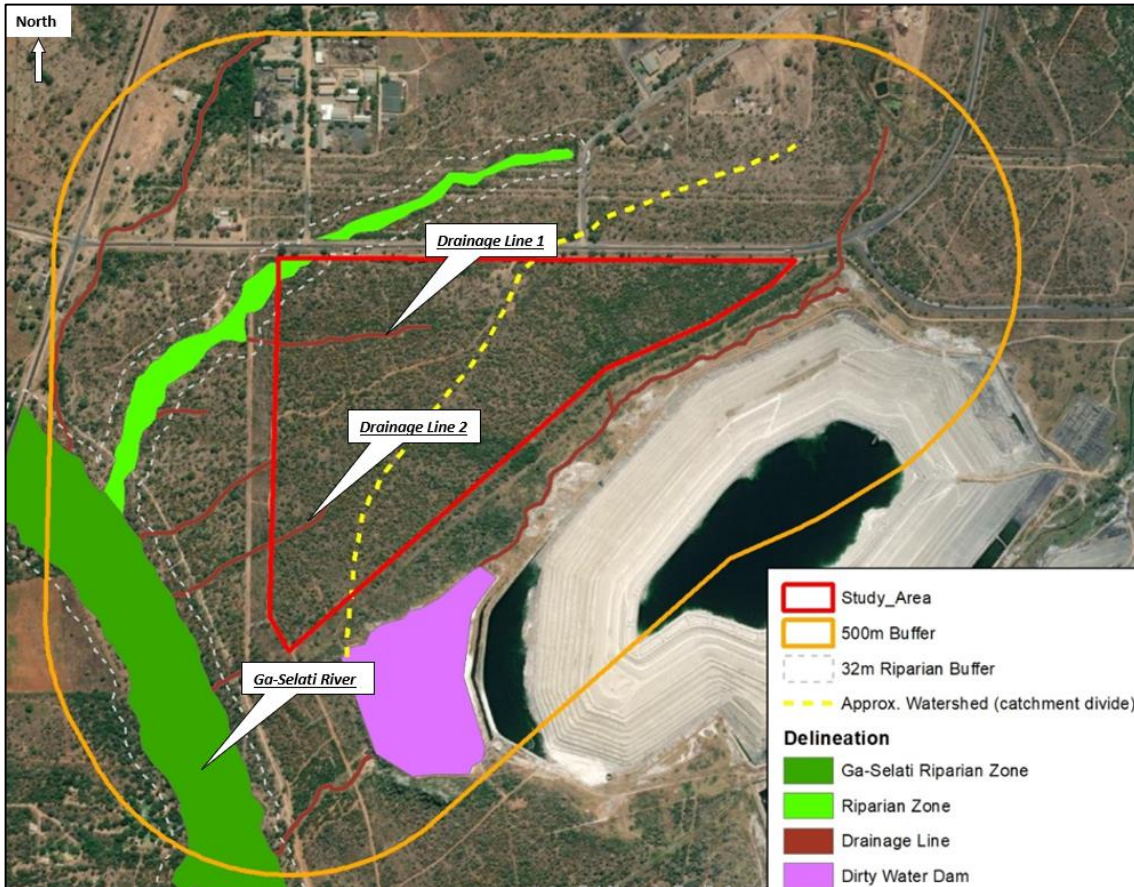 North
Drainage Line 1
Drainage Line 2
Ga-Selati River
Study_Area
500m Buffer
32m Riparian Buffer
Approx. Watershed (catchment divide)
Delineation
Ga-Selati Riparian Zone
Riparian Zone
Drainage Line
Dirty Water Dam